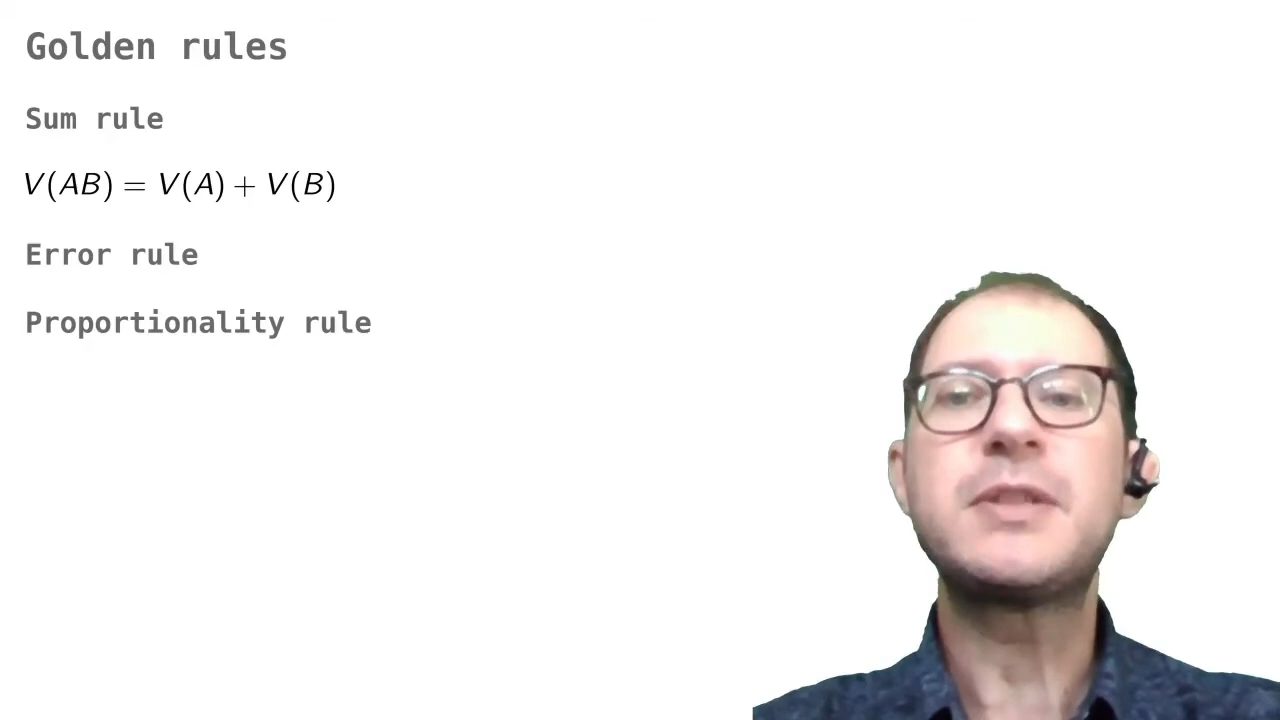 Golden rules
Sum rule
V(AB) = V(A) + V(B)
Error rule
Proportionality rule